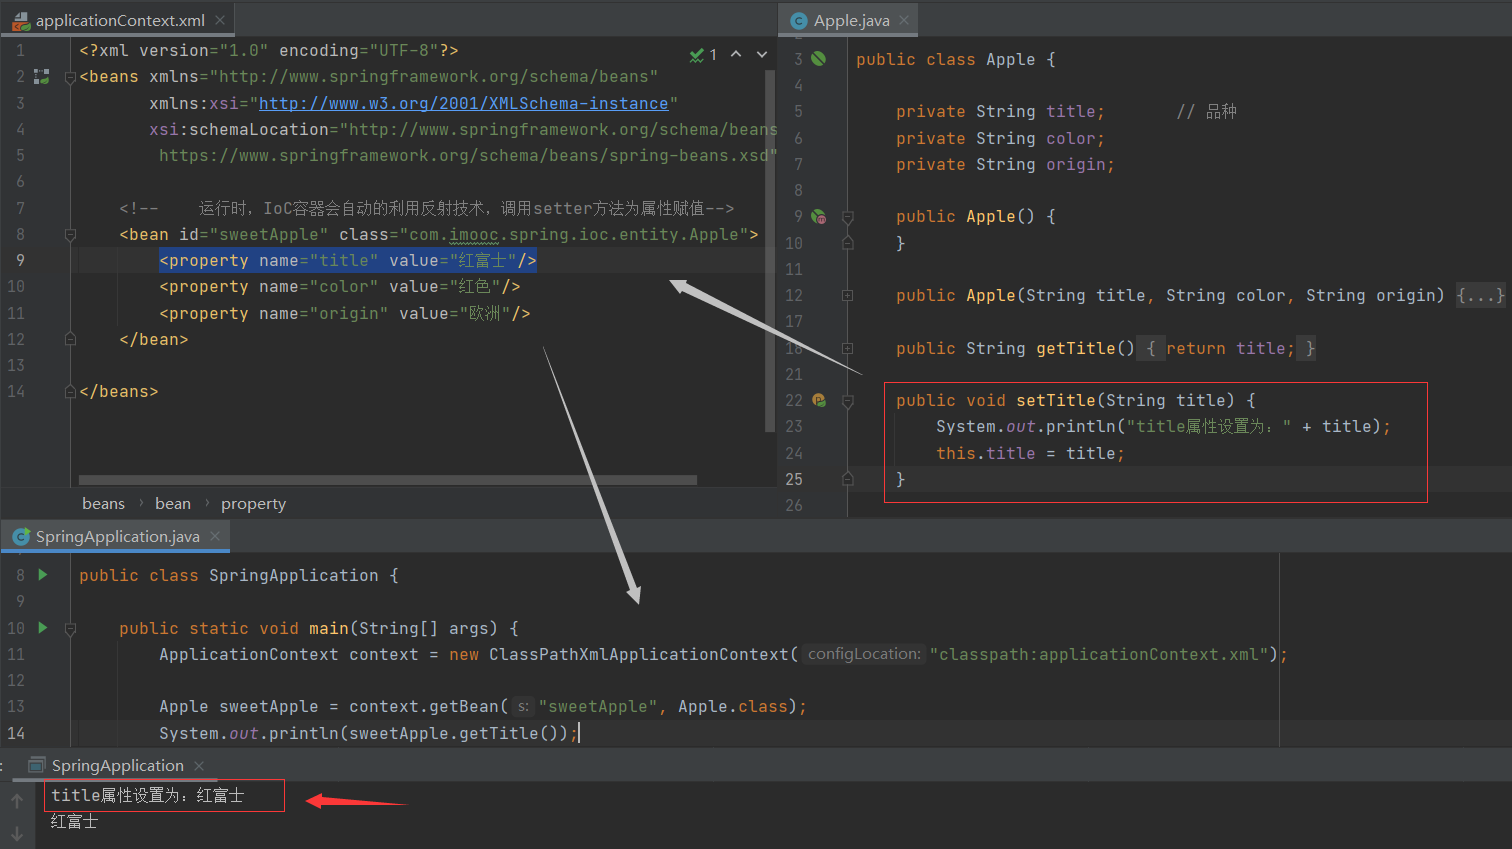 applicationContext.xml
1 <?xml version="1.0" encoding="UTF-8"?>
1
2 <beans xmlns="http://www.springframework.org/schema/beans"
3 xmlns:xsi="http://www.w3.org/2001/XMLSchema-instance"
4 xsi:schemaLocation="http://www.springframework.org/schema/beans
5 https://www.springframework.org/schema/beans/spring-beans.xsd"
6
7 <!-- 运行时，IoC容器会自动的利用反射技术，调用setter方法为属性赋值-->
8 <bean id="sweetApple" class="com.imooc.spring.ioc.entity.Apple">
9 <property name="title" value="红富士"/>
10 <property name="color" value="红色"/>
11 <property name="origin" value="欧洲"/>
12 </bean>
13
14 </beans>
beans › bean › property
Apple.java
3 public class Apple {
4
5 private String title; // 品种
6 private String color;
7 private String origin;
8
9 public Apple() {
10 }
11
12 public Apple(String title, String color, String origin) {...}
17
18 public String getTitle() { return title; }
21
22 public void setTitle(String title) {
23 System.out.println("title属性设置为：" + title);
24 this.title = title;
25 }
26
SpringApplication.java
8 public class SpringApplication {
9
10 public static void main(String[] args) {
11 ApplicationContext context = new ClassPathXmlApplicationContext( configLocation: "classpath:applicationContext.xml");
12
13 Apple sweetApple = context.getBean( s: "sweetApple", Apple.class);
14 System.out.println(sweetApple.getTitle());
: SpringApplication
title属性设置为：红富士
红富士